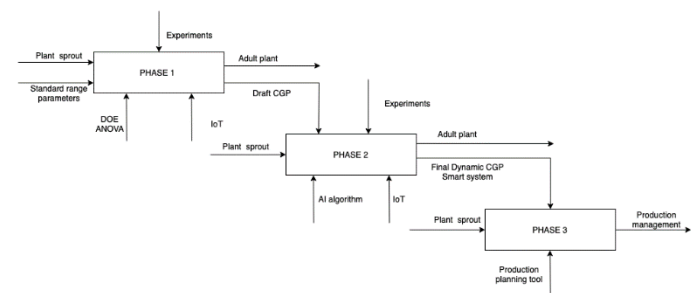 Experiments
Plant sprout
PHASE 1
Adult plant
Standard range
parameters
Draft CGP
DOE
ANOVA
IoT
Experiments
Plant sprout
PHASE 2
Adult plant
Final Dynamic CGP
Smart system
AI algorithm
IoT
Plant sprout
PHASE 3
Production
management
Production
planning tool